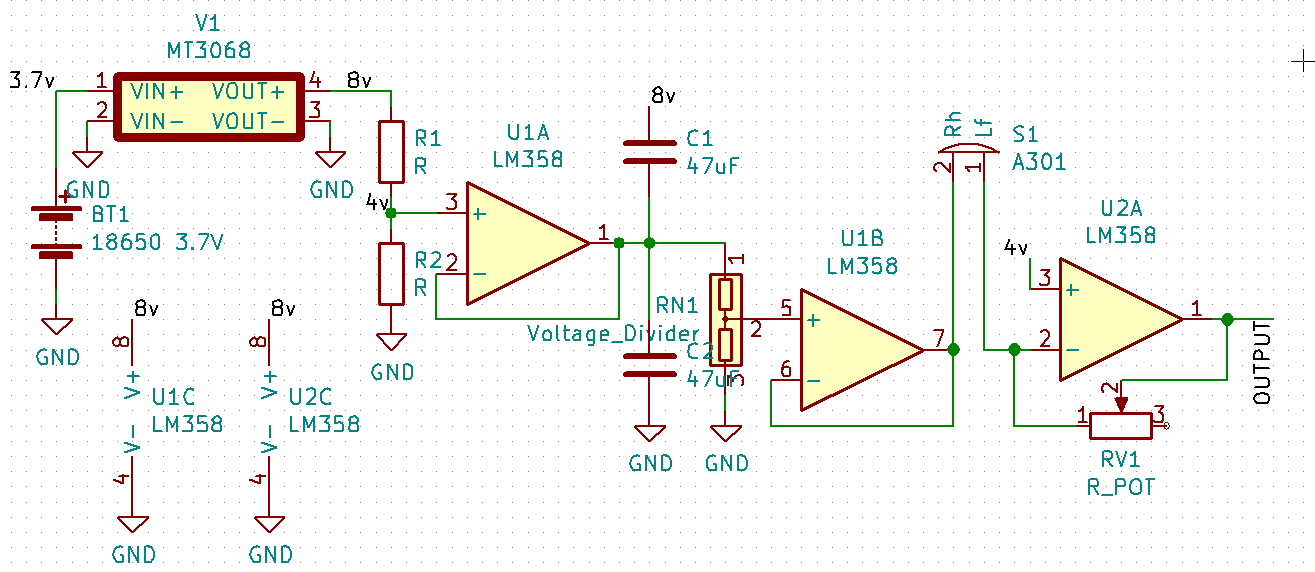 V1
MT3068
3.7v
1
VIN+
VOUT+
4
8v
2
VIN-
VOUT-
3
GND
GND
+
BT1
18650 3.7V
GND
R1
R
4v
R2
R
GND
U1A
LM358
3
+
2
-
1
8v
C1
47uF
C2
47uF
GND
RN1
Voltage_Divider
1
2
3
GND
U1B
LM358
5
+
6
-
7
Rh
Lf
S1
A301
2
1
U2A
LM358
4v
3
+
2
-
1
OUTPUT
2
1
3
RV1
R_POT
8v
8
V+
U1C
LM358
V-
4
GND
8v
8
V+
U2C
LM358
V-
4
GND